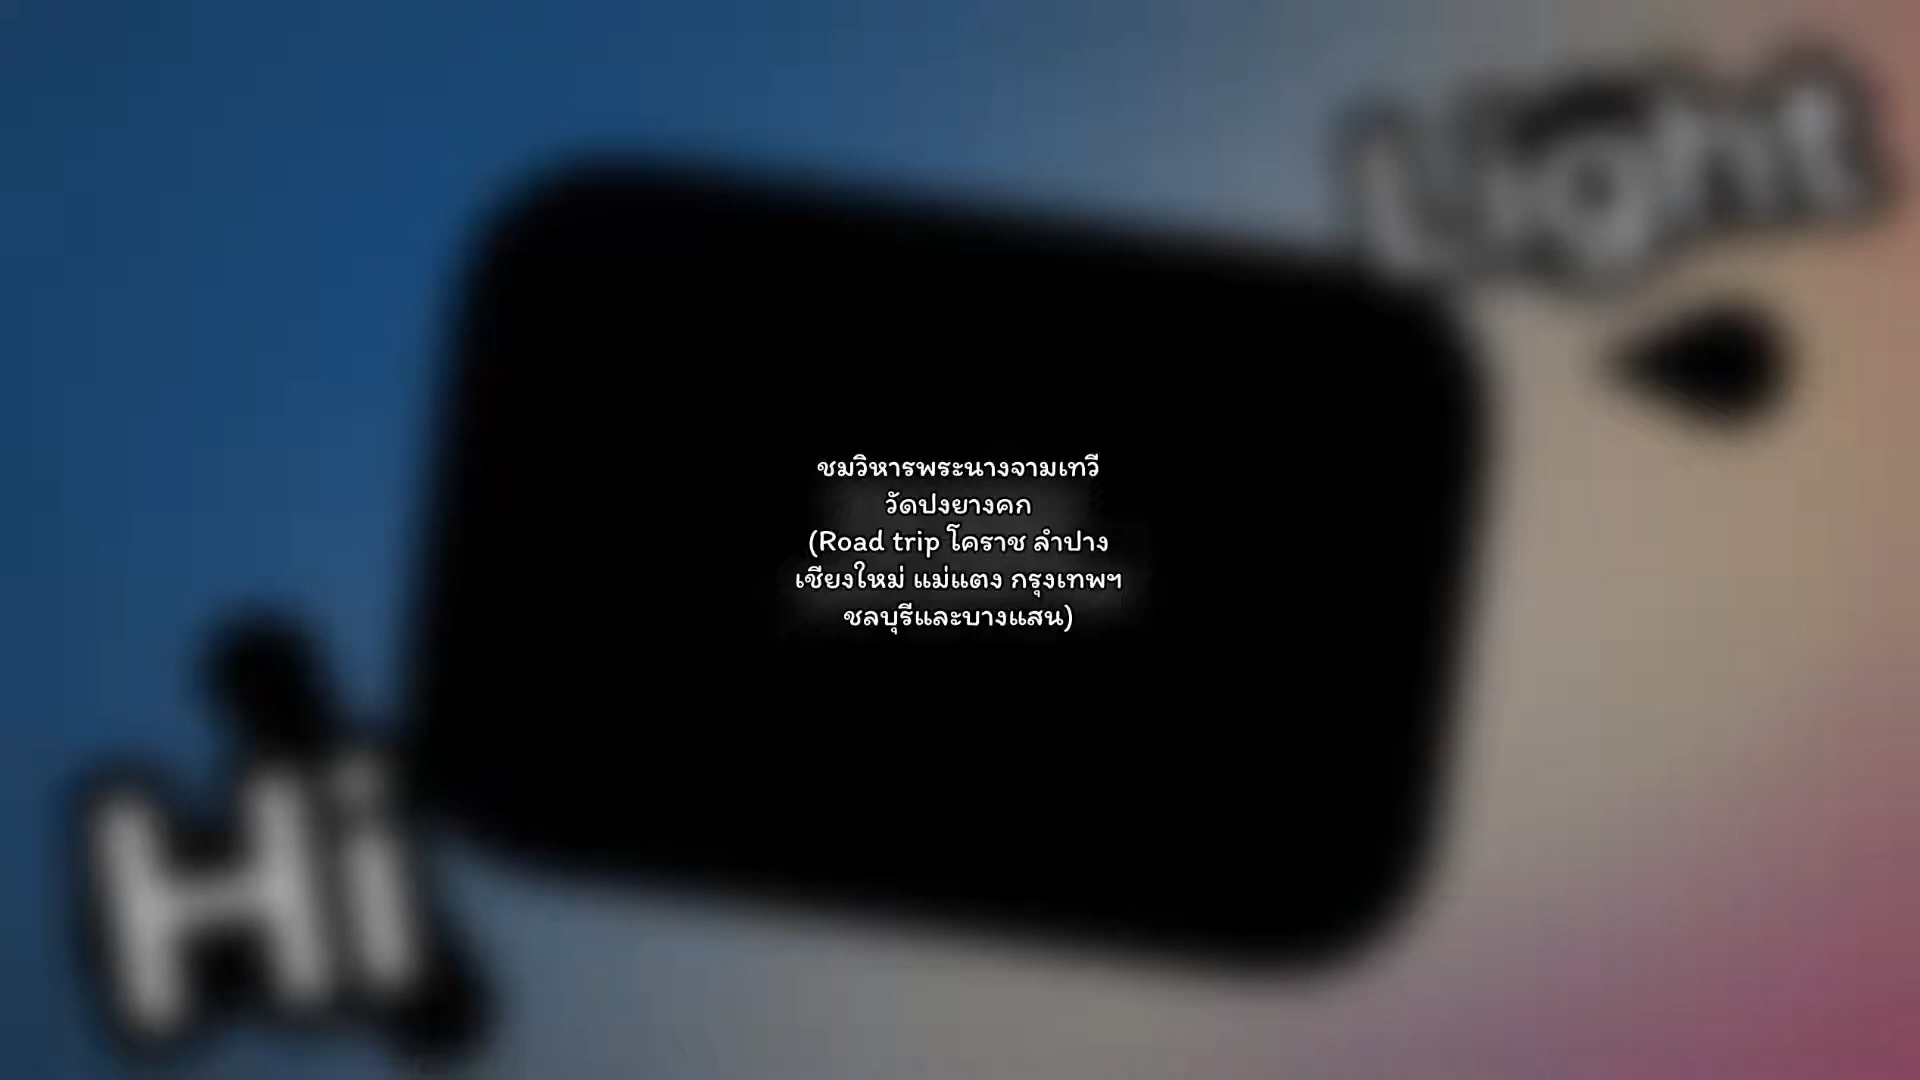 Light
ชมวิหารพระนางจามเทวี
วัดปงยางคก
(Road trip โคราช ลำปาง
เชียงใหม่ แม่แตง กรุงเทพฯ
ชลบุรีและบางแสน)
Hi